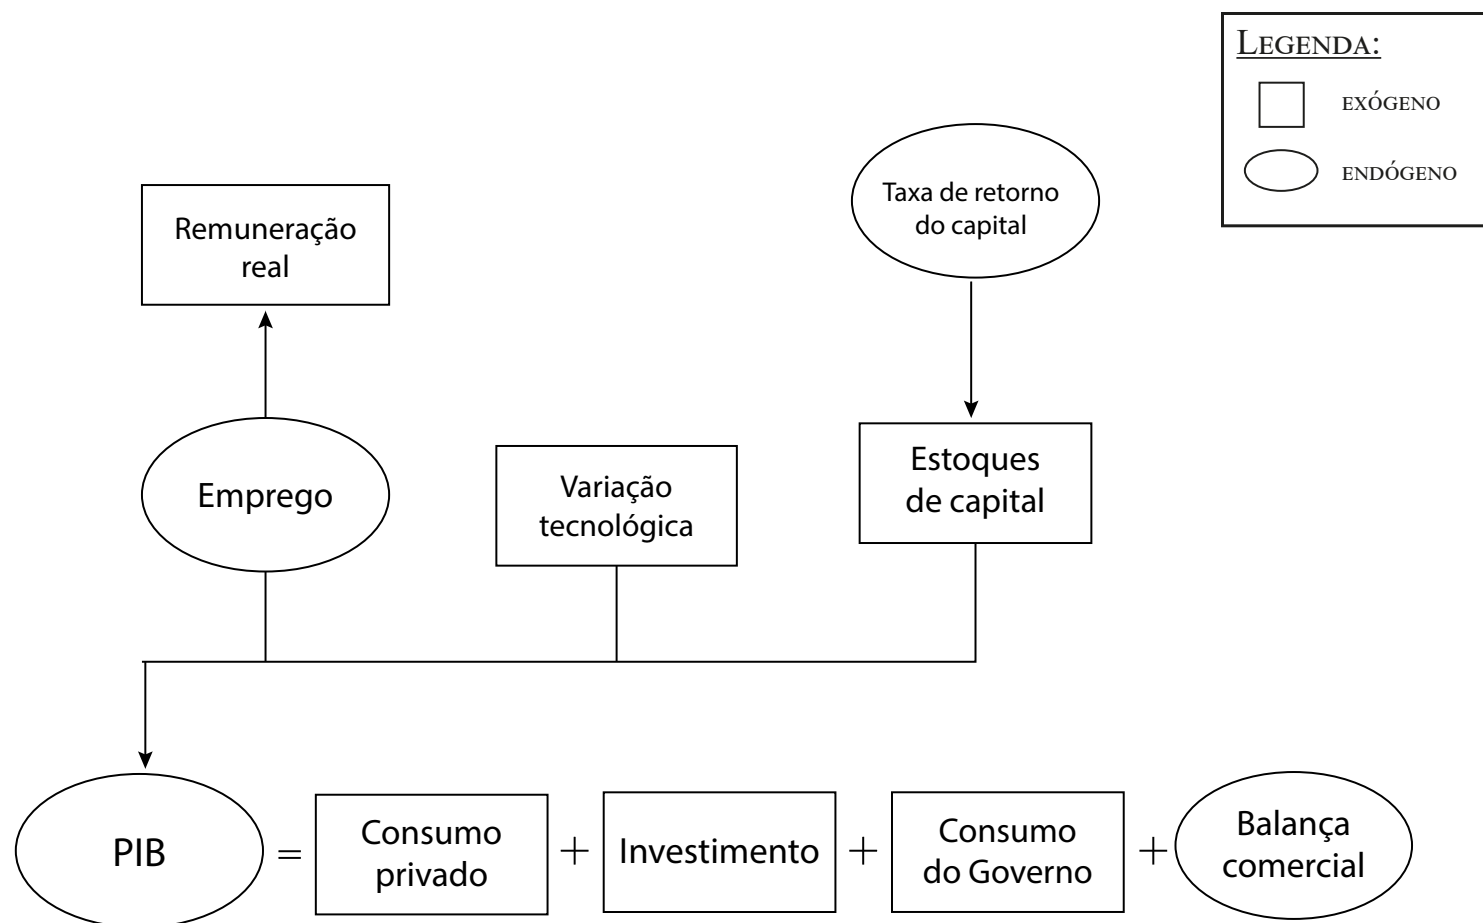 LEGENDA:
EXÓGENO
ENDÓGENO
Taxa de retorno
do capital
Remuneração
real
Emprego
Variação
tecnológica
Estoques
de capital
PIB
=
Consumo
privado
+
Investimento
+
Consumo
do Governo
+
Balança
comercial